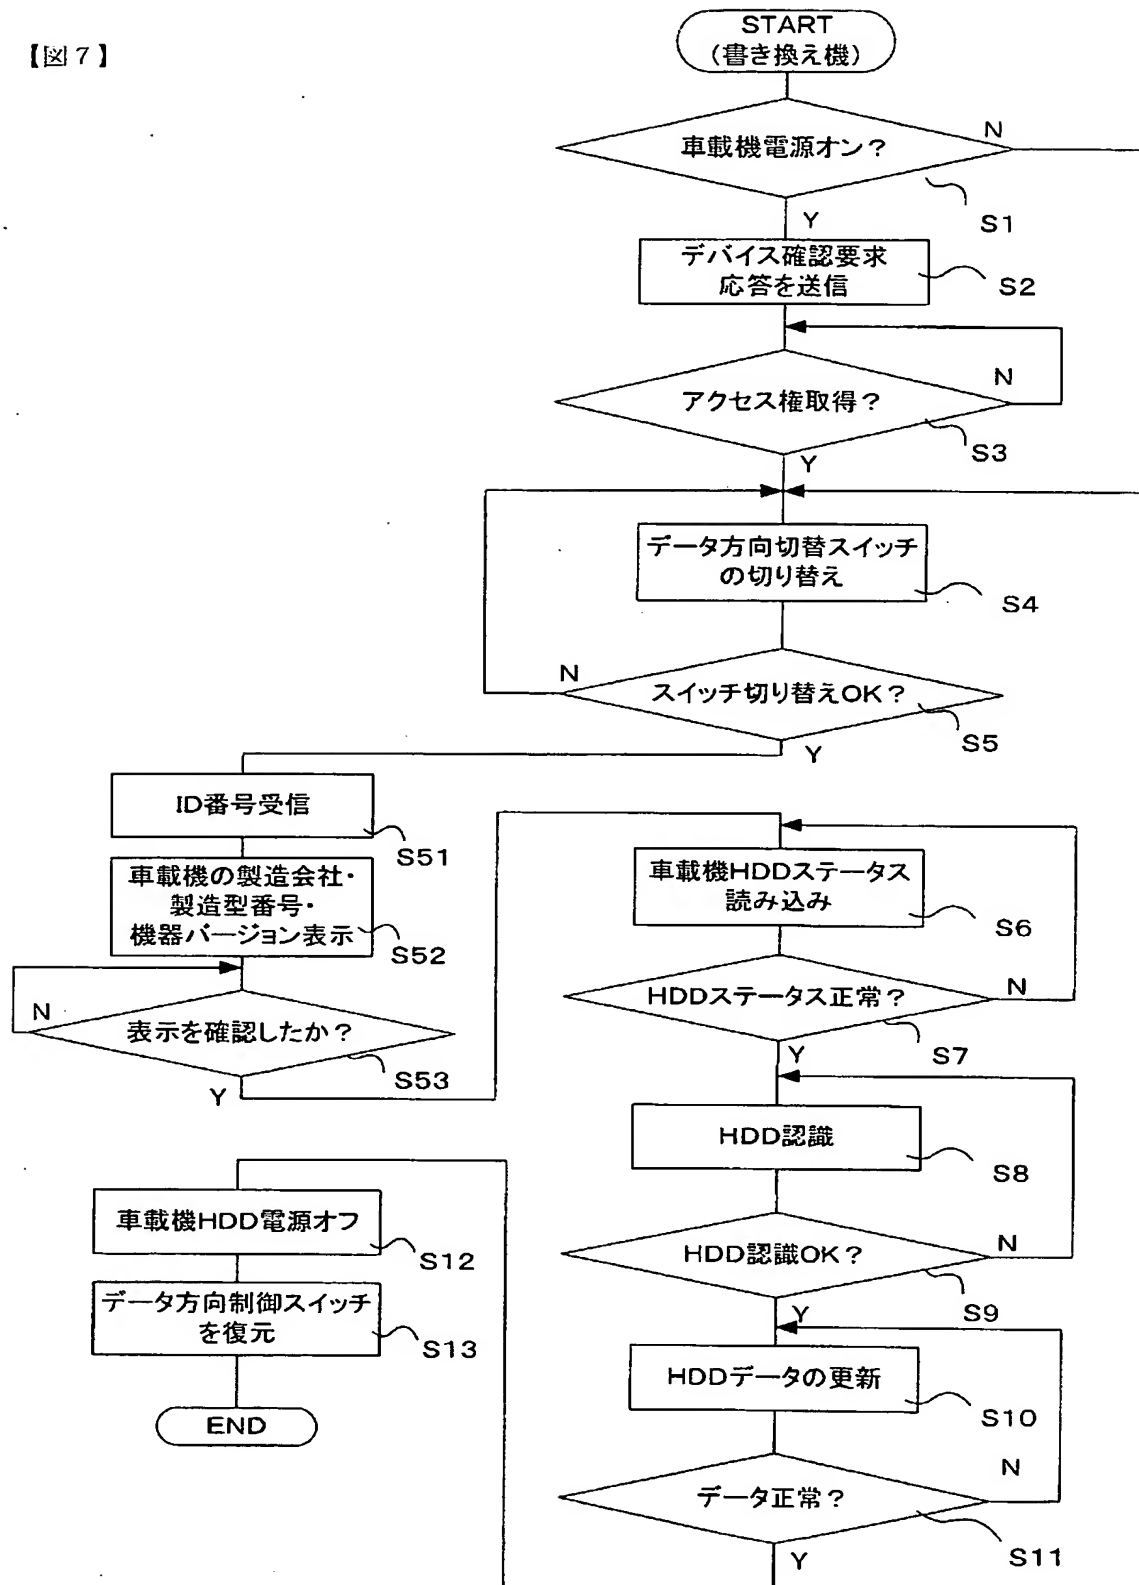 【図７】
START
(書き換え機)
車載機電源オン？
N
S1
Y
デバイス確認要求
応答を送信
S2
アクセス権取得？
N
S3
Y
データ方向切替スイッチ
の切り替え
S4
N
スイッチ切り替えOK？
S5
Y
ID番号受信
S51
車載機の製造会社・
製造型番号・
機器バージョン表示
S52
N
表示を確認したか？
S53
Y
車載機HDDステータス
読み込み
S6
HDDステータス正常？
N
S7
Y
HDD認識
S8
HDD認識OK？
N
S9
Y
HDDデータの更新
S10
データ正常？
N
S11
Y
車載機HDD電源オフ
S12
データ方向制御スイッチ
を復元
S13
END